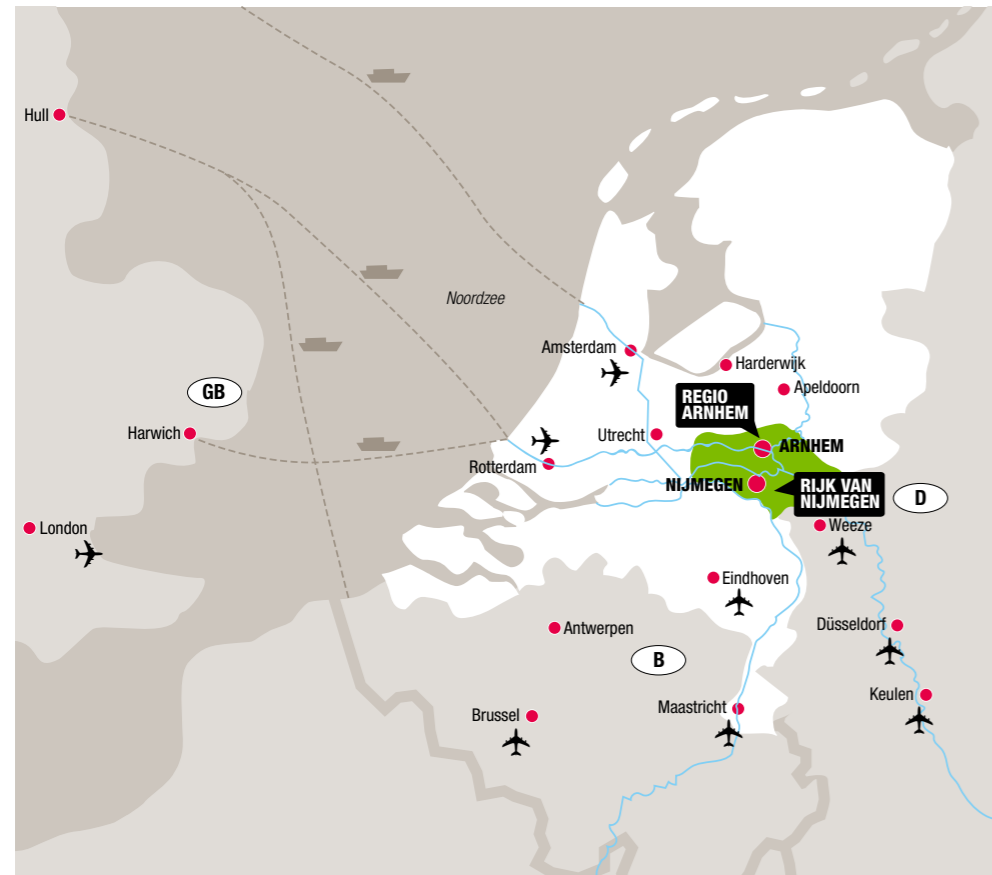 Hull
Noordzee
Amsterdam
Harderwijk
GB
Apeldoorn
REGIO
ARNHEM
Harwich
Utrecht
ARNHEM
Rotterdam
NIJMEGEN
RIJK VAN
NIJMEGEN
D
London
Weeze
Eindhoven
Antwerpen
Düsseldorf
B
Keulen
Maastricht
Brussel